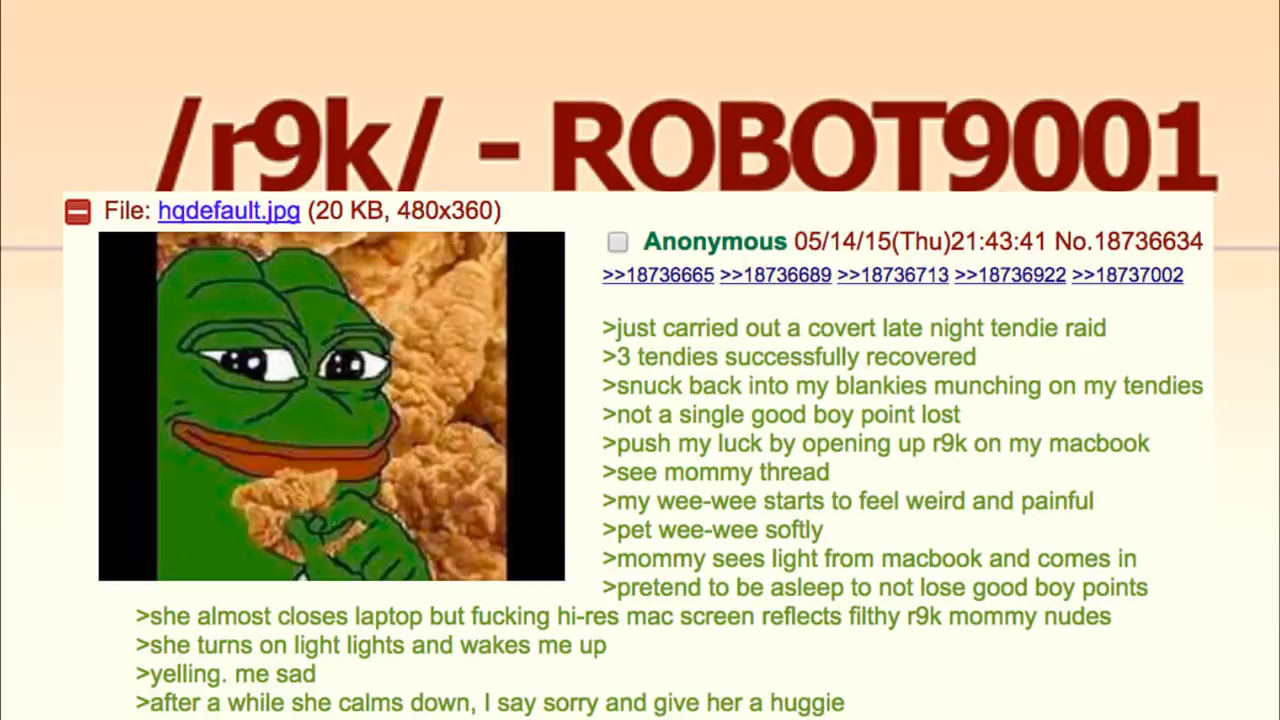 /r9k/ - ROBOT9001
File: hqdefault.jpg (20 KB, 480x360)
Anonymous 05/14/15(Thu)21:43:41 No.18736634
>>18736665 >>18736689 >>18736713 >>18736922 >>18737002
>just carried out a covert late night tendie raid
>3 tendies successfully recovered
>snuck back into my blankies munching on my tendies
>not a single good boy point lost
>push my luck by opening up r9k on my macbook
>see mommy thread
>my wee-wee starts to feel weird and painful
>pet wee-wee softly
>mommy sees light from macbook and comes in
>pretend to be asleep to not lose good boy points
>she almost closes laptop but fucking hi-res mac screen reflects filthy r9k mommy nudes
>she turns on light lights and wakes me up
>yelling. me sad
>after a while she calms down, I say sorry and give her a huggie